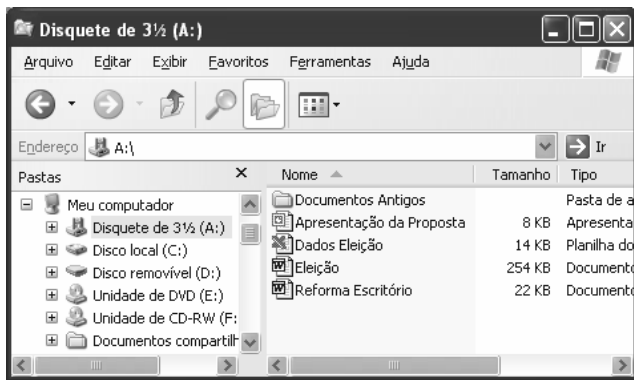 Disquete de 3½ (A:)
Arquivo Editar Exibir Favoritos Ferramentas Ajuda
Endereço A:\ Ir
Pastas Nome Tamanho Tipo
Meu computador
Disquete de 3½ (A:)
Disco local (C:)
Disco removível (D:)
Unidade de DVD (E:)
Unidade de CD-RW (F:
Documentos compartilh
Documentos Antigos Pasta de a
Apresentação da Proposta 8 KB Apresenta
Dados Eleição 14 KB Planilha do
Eleição 254 KB Documento
Reforma Escritório 22 KB Documento